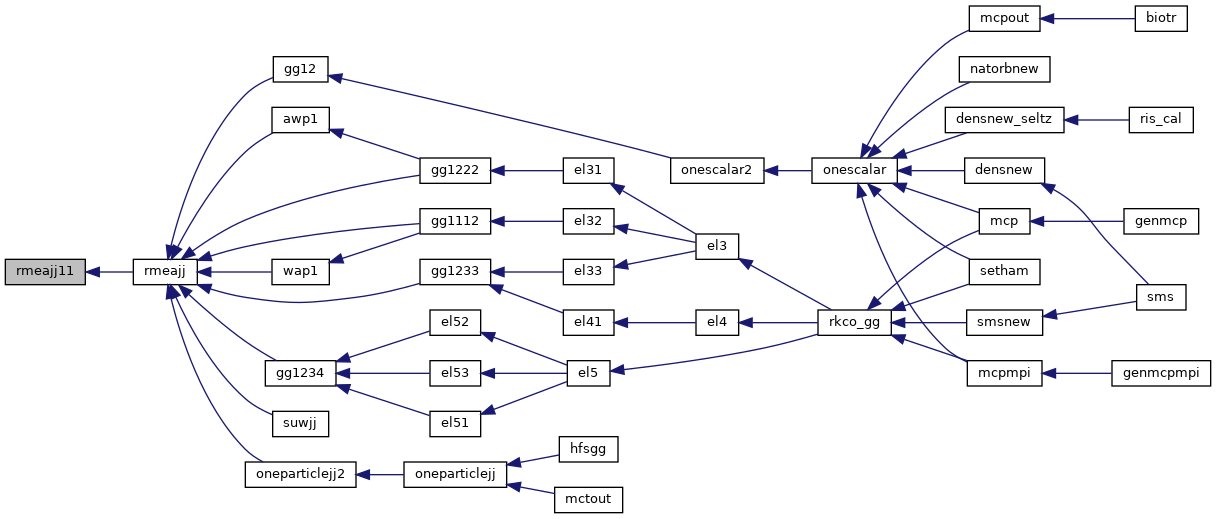 mcpout
biotr
gg12
natorbnew
awp1
densnew_seltz
ris_cal
gg1222
el31
onescalar2
onescalar
densnew
gg1112
el32
mcp
genmcp
el3
rmeajj11
rmeajj
wap1
gg1233
el33
setham
sms
el52
el41
el4
rkco_gg
smsnew
gg1234
el53
el5
mcpmpi
genmcpmpi
suwjj
el51
hfsgg
oneparticlejj2
oneparticlejj
mctout